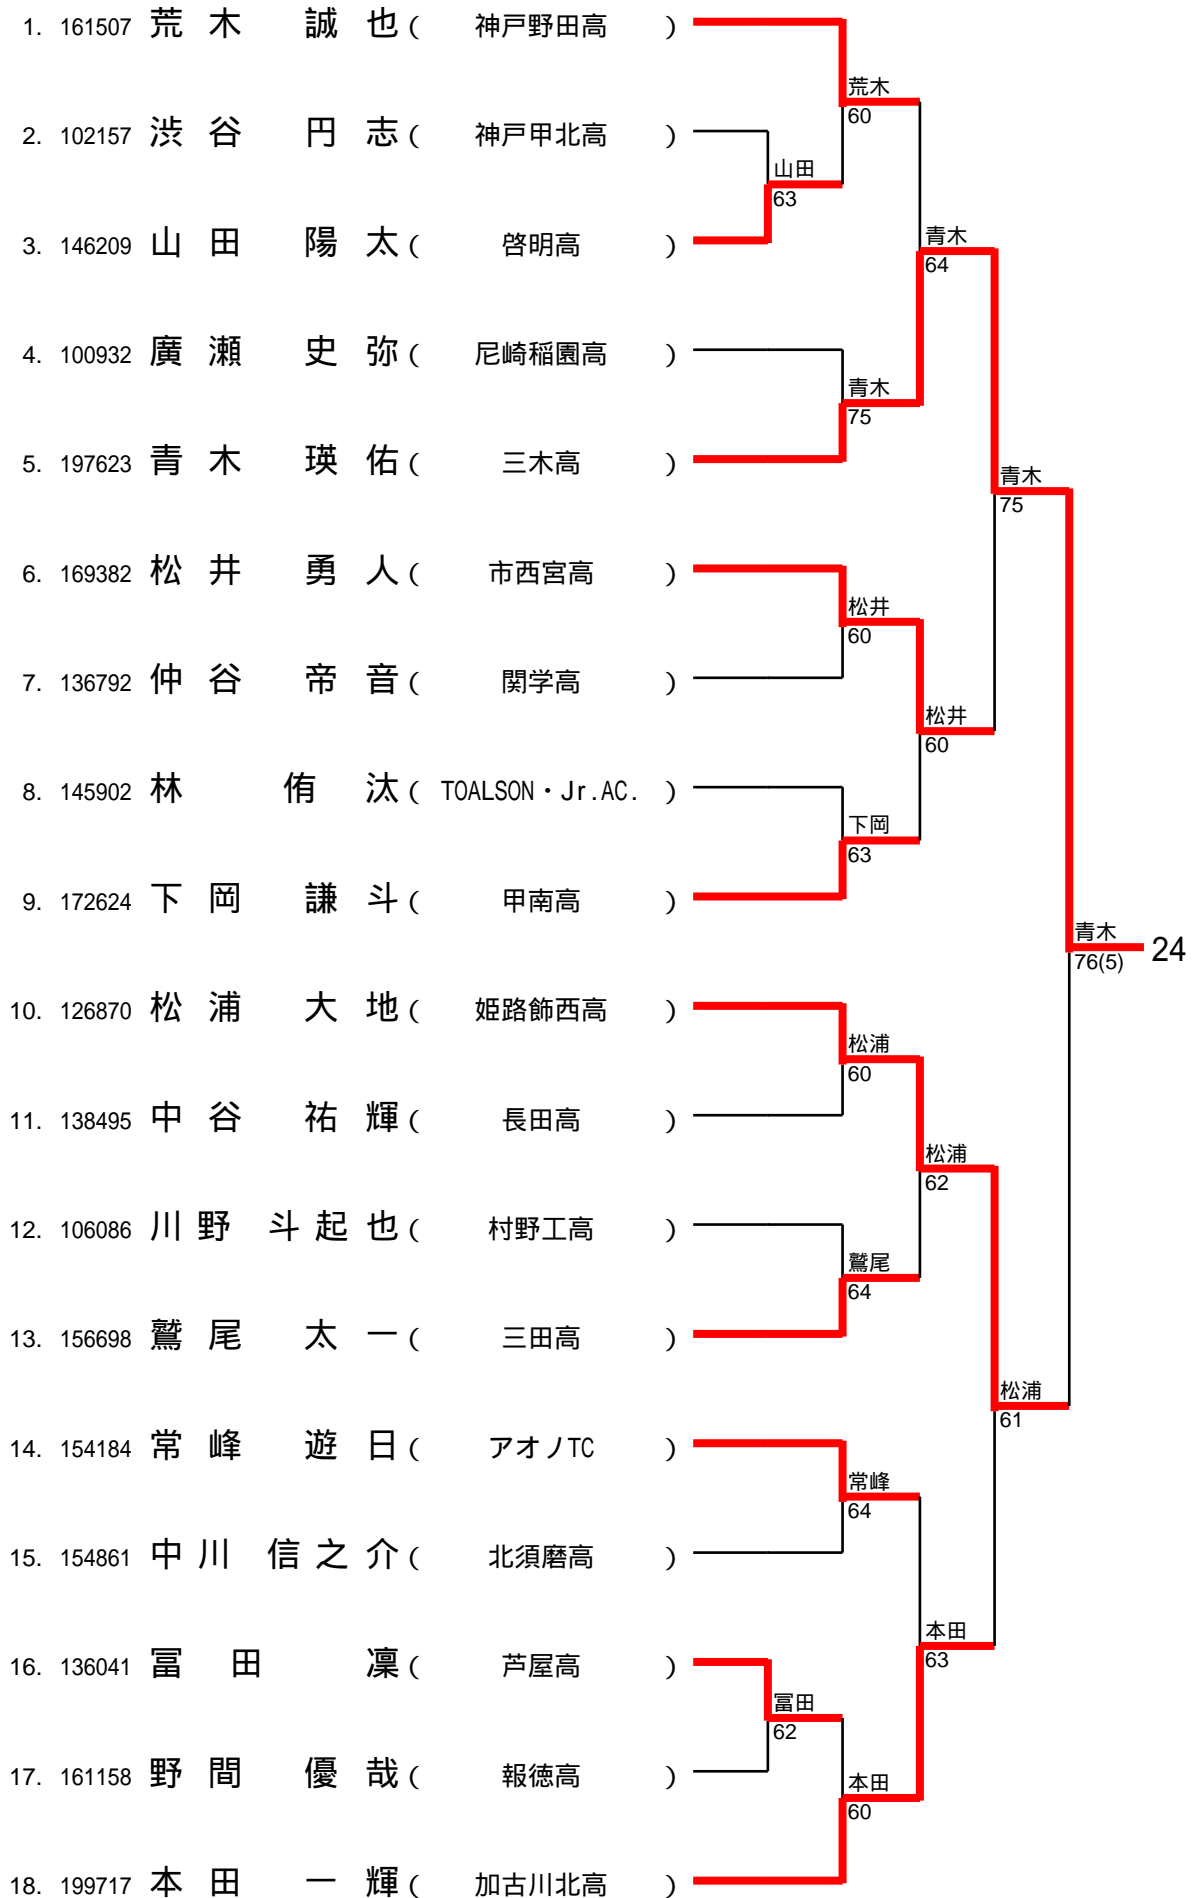 1. 161507 荒木 誠也 ( 神戸野田高 )
荒木
60
2. 102157 渋谷 円志 ( 神戸甲北高 )
山田
63
3. 146209 山田 陽太 ( 啓明高 )
青木
64
4. 100932 廣瀬 史弥 ( 尼崎稲園高 )
青木
75
5. 197623 青木 瑛佑 ( 三木高 )
青木
75
6. 169382 松井 勇人 ( 市西宮高 )
松井
60
7. 136792 仲谷 帝音 ( 関学高 )
松井
60
8. 145902 林 侑汰 ( TOALSON・Jr.AC. )
下岡
63
9. 172624 下岡 謙斗 ( 甲南高 )
青木
76(5)
24
10. 126870 松浦 大地 ( 姫路飾西高 )
松浦
60
11. 138495 中谷 祐輝 ( 長田高 )
松浦
62
12. 106086 川野 斗起也 ( 村野工高 )
鷲尾
64
13. 156698 鷲尾 太一 ( 三田高 )
松浦
61
14. 154184 常峰 遊日 ( アオノTC )
常峰
64
15. 154861 中川 信之介 ( 北須磨高 )
本田
63
16. 136041 冨田 凜 ( 芦屋高 )
冨田
62
17. 161158 野間 優哉 ( 報徳高 )
本田
60
18. 199717 本田 一輝 ( 加古川北高 )